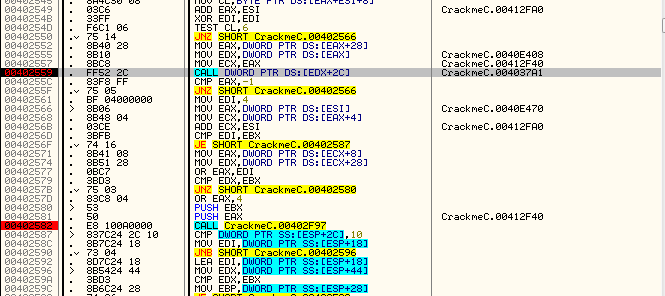 00402545 . 8A4C30 08 MOV CL,BYTE PTR DS:[EAX+ESI+8]
00402549 . 03C6 ADD EAX,ESI CrackmeC.00412FA0
0040254B . 33FF XOR EDI,EDI
0040254D . F6C1 06 TEST CL,6
00402550 .v 75 14 JNZ SHORT CrackmeC.00402566
00402552 . 8B40 28 MOV EAX,DWORD PTR DS:[EAX+28]
00402555 . 8B10 MOV EDX,DWORD PTR DS:[EAX] CrackmeC.0040E408
00402557 . 8BC8 MOV ECX,EAX CrackmeC.00412F40
00402559 . FF52 2C CALL DWORD PTR DS:[EDX+2C] CrackmeC.004037A1
0040255C . 83F8 FF CMP EAX,-1
0040255F .v 75 05 JNZ SHORT CrackmeC.00402566
00402561 . BF 04000000 MOV EDI,4
00402566 > 8B06 MOV EAX,DWORD PTR DS:[ESI] CrackmeC.0040E470
00402568 . 8B48 04 MOV ECX,DWORD PTR DS:[EAX+4]
0040256B . 03CE ADD ECX,ESI CrackmeC.00412FA0
0040256D . 3BFB CMP EDI,EBX
0040256F .v 74 16 JE SHORT CrackmeC.00402587
00402571 . 8B41 08 MOV EAX,DWORD PTR DS:[ECX+8]
00402574 . 8B51 28 MOV EDX,DWORD PTR DS:[ECX+28]
00402577 . 0BC7 OR EAX,EDI
00402579 . 3BD3 CMP EDX,EBX
0040257B .v 75 03 JNZ SHORT CrackmeC.00402580
0040257D . 83C8 04 OR EAX,4
00402580 > 53 PUSH EBX
00402581 . 50 PUSH EAX CrackmeC.00412F40
00402582 . E8 100A0000 CALL CrackmeC.00402F97
00402587 > 837C24 2C 10 CMP DWORD PTR SS:[ESP+2C],10
0040258C . 8B7C24 18 MOV EDI,DWORD PTR SS:[ESP+18]
00402590 .v 73 04 JNB SHORT CrackmeC.00402596
00402592 . 8D7C24 18 LEA EDI,DWORD PTR SS:[ESP+18]
00402596 > 8B5424 44 MOV EDX,DWORD PTR SS:[ESP+44]
0040259A . 3BD3 CMP EDX,EBX
0040259C . 8B6C24 28 MOV EBP,DWORD PTR SS:[ESP+28]